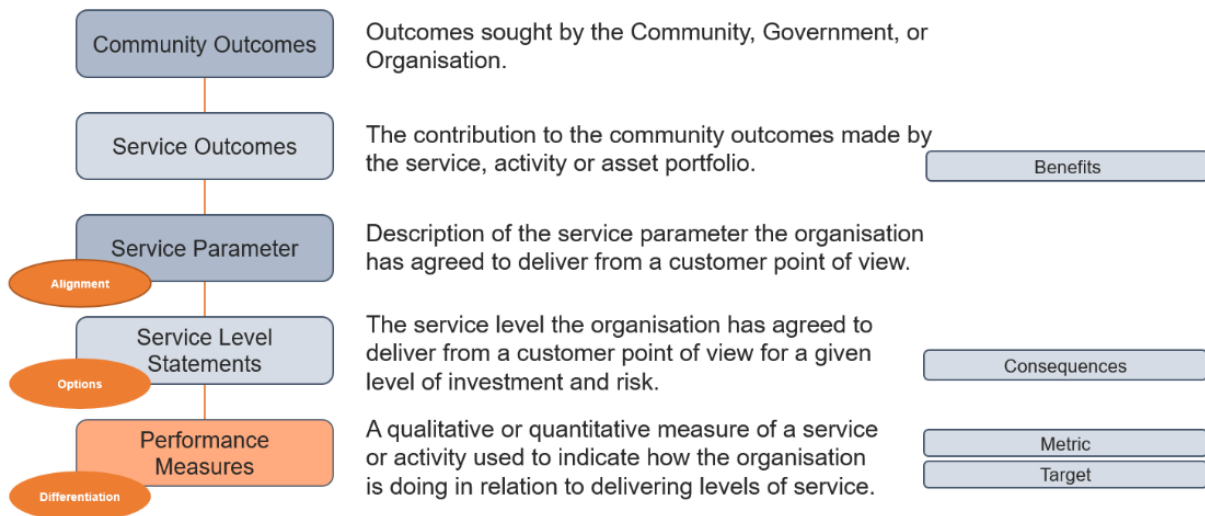 Community Outcomes
Outcomes sought by the Community, Government, or
Organisation.
Service Outcomes
The contribution to the community outcomes made by
the service, activity or asset portfolio.
Benefits
Service Parameter
Alignment
Description of the service parameter the organisation
has agreed to deliver from a customer point of view.
Service Level
Statements
Options
The service level the organisation has agreed to
deliver from a customer point of view for a given
level of investment and risk.
Consequences
Performance
Measures
Differentiation
A qualitative or quantitative measure of a service
or activity used to indicate how the organisation
is doing in relation to delivering levels of service.
Metric
Target